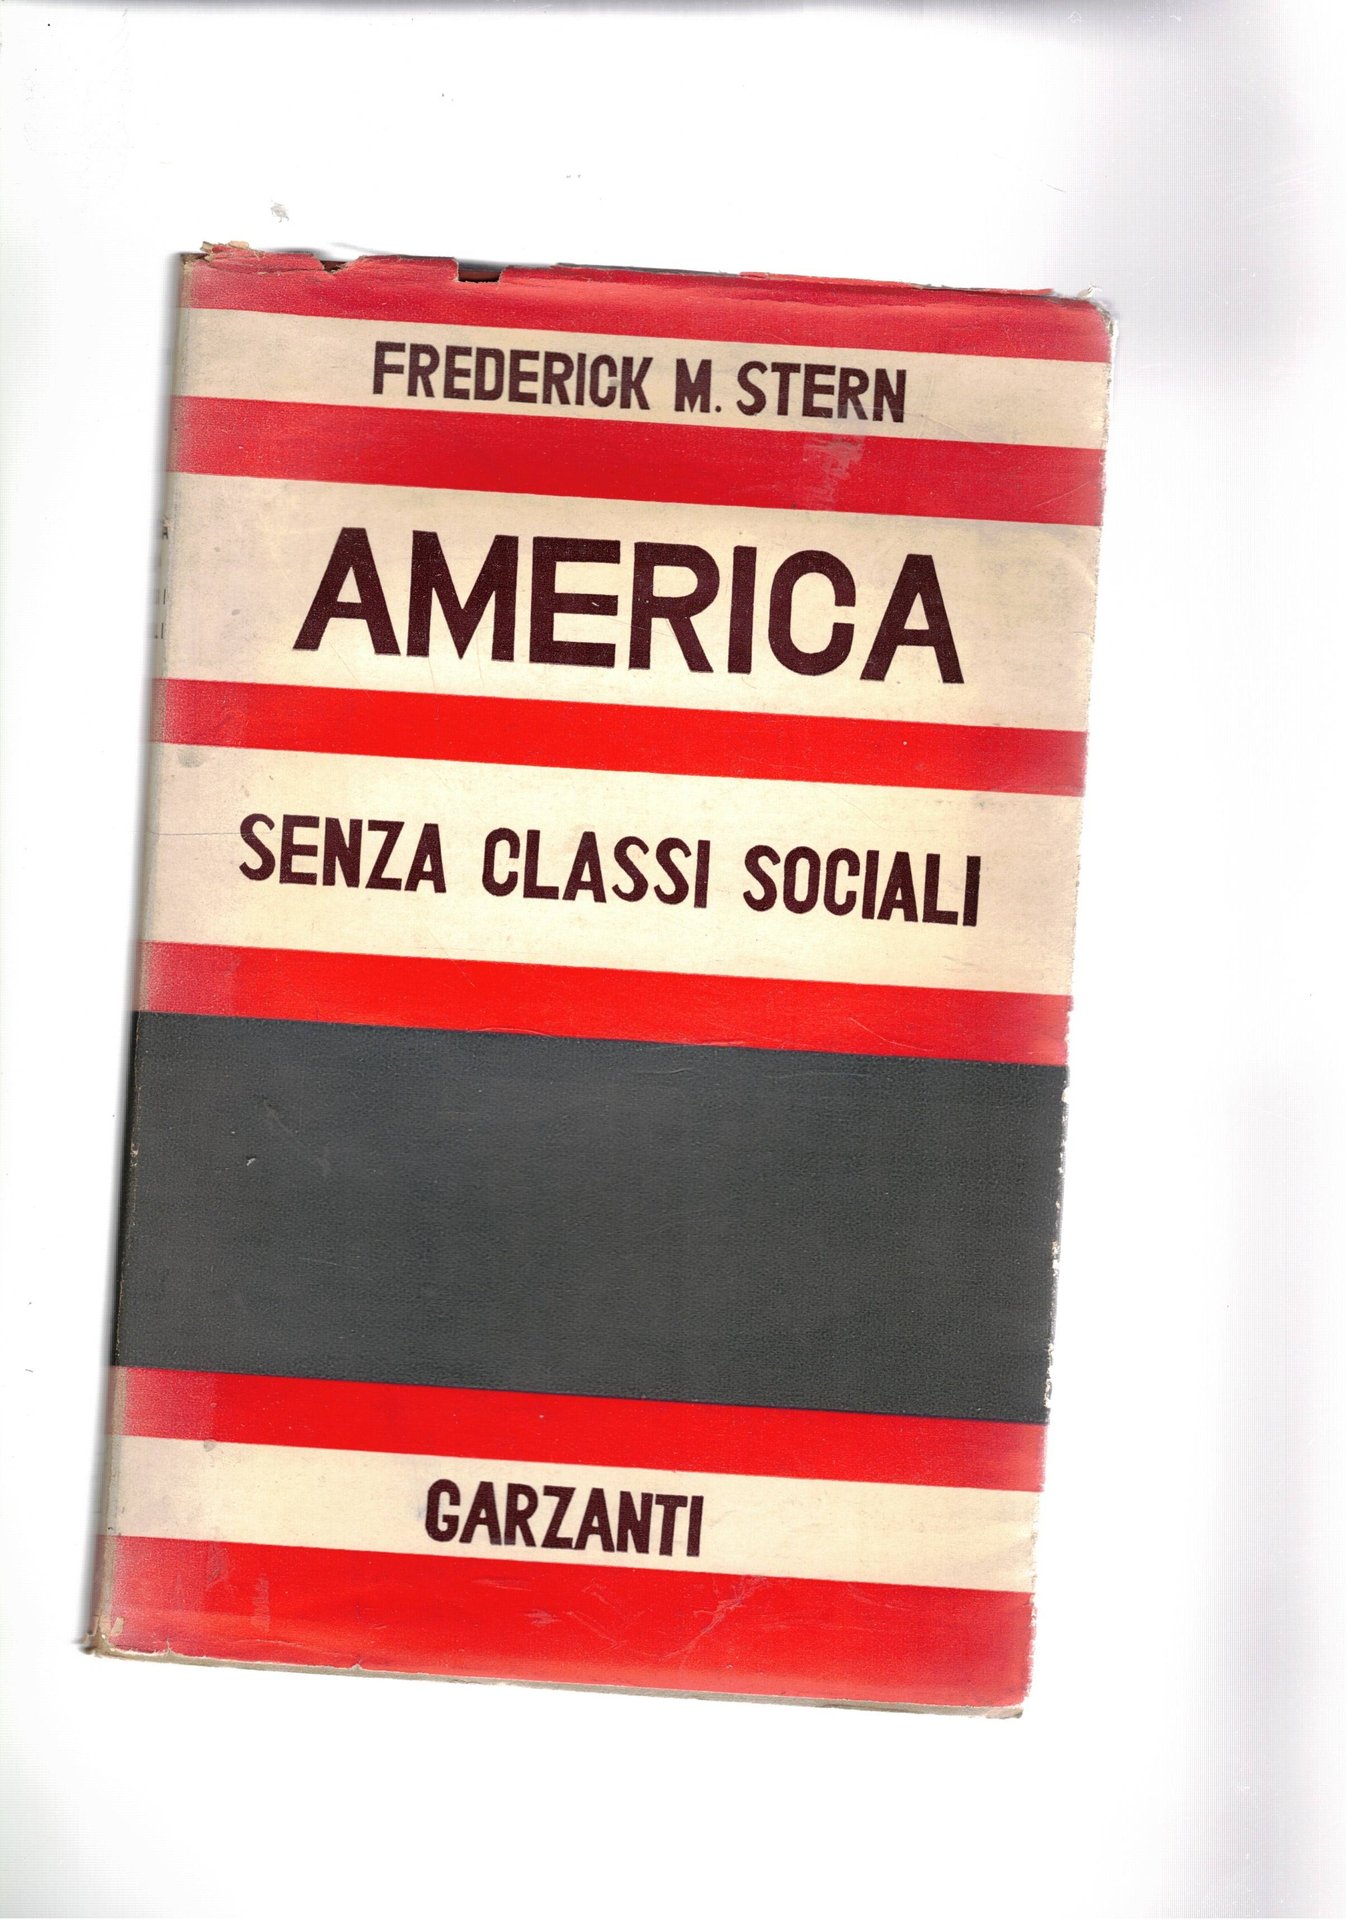 FREDERICK M. STERN
AMERICA
SENZA CLASSI SOCIALI
GARZANTI